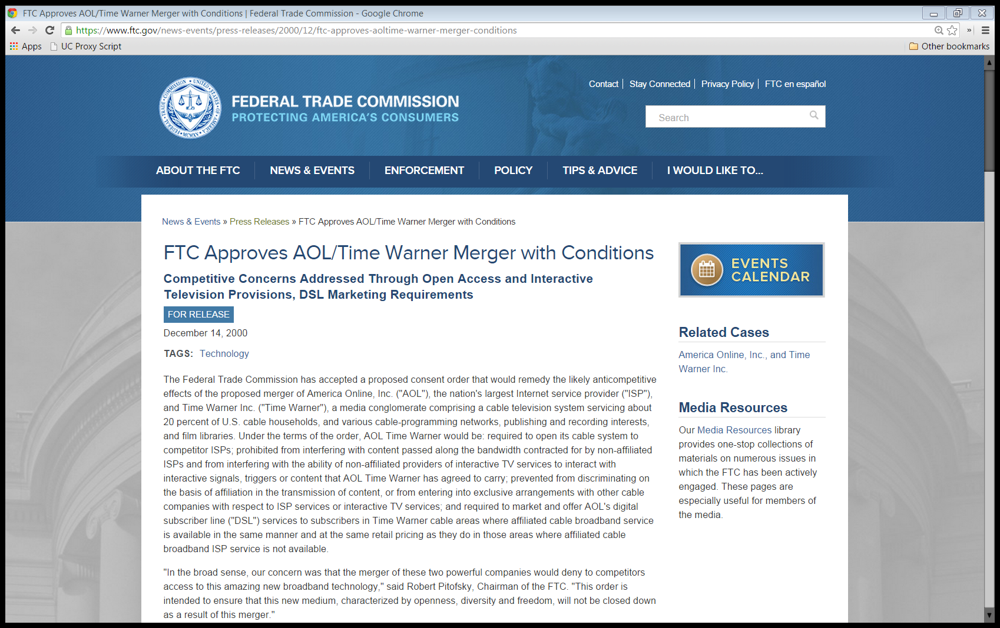 FTC Approves AOL/Time Warner Merger with Conditions | Federal Trade Commission - Google Chrome
https://www.ftc.gov/news-events/press-releases/2000/12/ftc-approves-aoltime-warner-merger-conditions
»
Apps UC Proxy Script Other bookmarks
Contact Stay Connected Privacy Policy FTC en español
FEDERAL TRADE COMMISSION
PROTECTING AMERICA'S CONSUMERS
Search
ABOUT THE FTC NEWS & EVENTS ENFORCEMENT POLICY TIPS & ADVICE I WOULD LIKE TO...
News & Events » Press Releases » FTC Approves AOL/Time Warner Merger with Conditions
FTC Approves AOL/Time Warner Merger with Conditions
Competitive Concerns Addressed Through Open Access and Interactive
Television Provisions, DSL Marketing Requirements
FOR RELEASE
December 14, 2000
TAGS: Technology
The Federal Trade Commission has accepted a proposed consent order that would remedy the likely anticompetitive
effects of the proposed merger of America Online, Inc. ("AOL"), the nation's largest Internet service provider ("ISP"),
and Time Warner Inc. ("Time Warner"), a media conglomerate comprising a cable television system servicing about
20 percent of U.S. cable households, and various cable-programming networks, publishing and recording interests,
and film libraries. Under the terms of the order, AOL Time Warner would be: required to open its cable system to
competitor ISPs; prohibited from interfering with content passed along the bandwidth contracted for by non-affiliated
ISPs and from interfering with the ability of non-affiliated providers of interactive TV services to interact with
interactive signals, triggers or content that AOL Time Warner has agreed to carry; prevented from discriminating on
the basis of affiliation in the transmission of content, or from entering into exclusive arrangements with other cable
companies with respect to ISP services or interactive TV services; and required to market and offer AOL's digital
subscriber line ("DSL") services to subscribers in Time Warner cable areas where affiliated cable broadband service
is available in the same manner and at the same retail pricing as they do in those areas where affiliated cable
broadband ISP service is not available.
"In the broad sense, our concern was that the merger of these two powerful companies would deny to competitors
access to this amazing new broadband technology," said Robert Pitofsky, Chairman of the FTC. "This order is
intended to ensure that this new medium, characterized by openness, diversity and freedom, will not be closed down
as a result of this merger."
EVENTS
CALENDAR
Related Cases
America Online, Inc., and Time
Warner Inc.
Media Resources
Our Media Resources library
provides one-stop collections of
materials on numerous issues in
which the FTC has been actively
engaged. These pages are
especially useful for members of
the media.